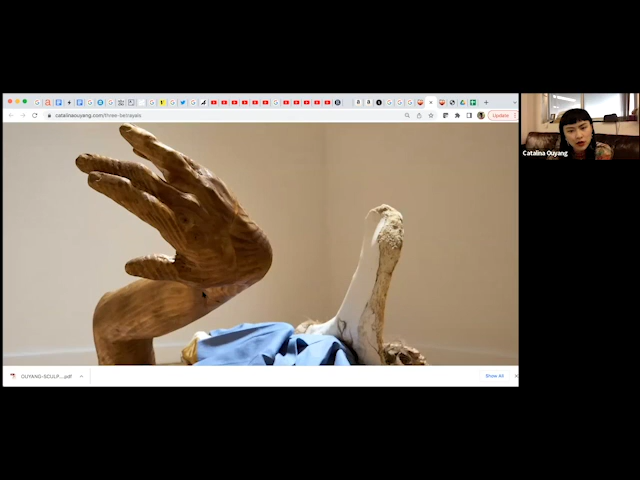 catalinaouyang.com/three-betrayals
Update
Catalina Ouyang
OUYANG-SCULP....pdf
Show All